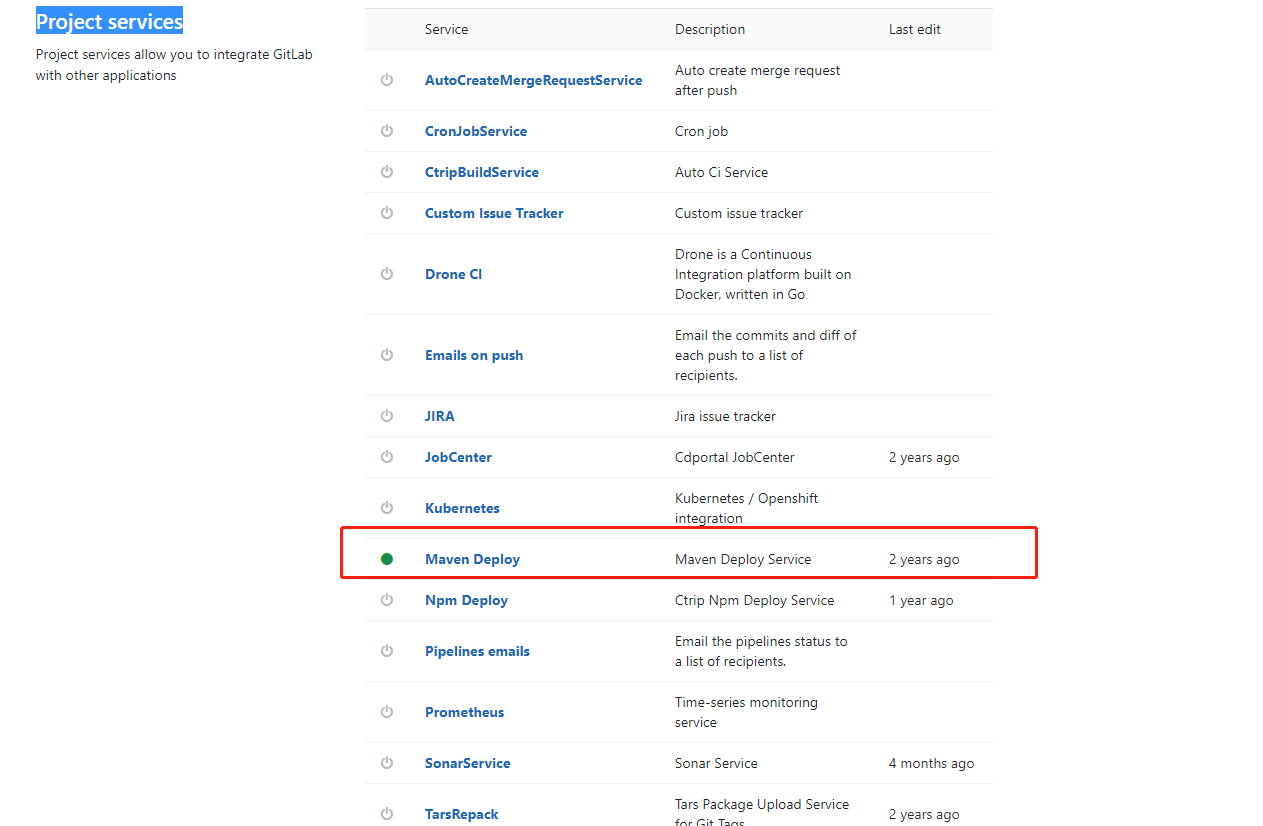 Project services
Project services allow you to integrate GitLab
with other applications
Service Description Last edit
AutoCreateMergeRequestService Auto create merge request
after push
CronJobService Cron job
CtripBuildService Auto Ci Service
Custom Issue Tracker Custom issue tracker
Drone CI Drone is a Continuous
Integration platform built on
Docker, written in Go
Emails on push Email the commits and diff of
each push to a list of
recipients.
JIRA Jira issue tracker
JobCenter Cdportal JobCenter 2 years ago
Kubernetes Kubernetes / Openshift
integration
Maven Deploy Maven Deploy Service 2 years ago
Npm Deploy Ctrip Npm Deploy Service 1 year ago
Pipelines emails Email the pipelines status to
a list of recipients.
Prometheus Time-series monitoring
service
SonarService Sonar Service 4 months ago
TarsRepack Tars Package Upload Service 2 years ago
for Git Tags